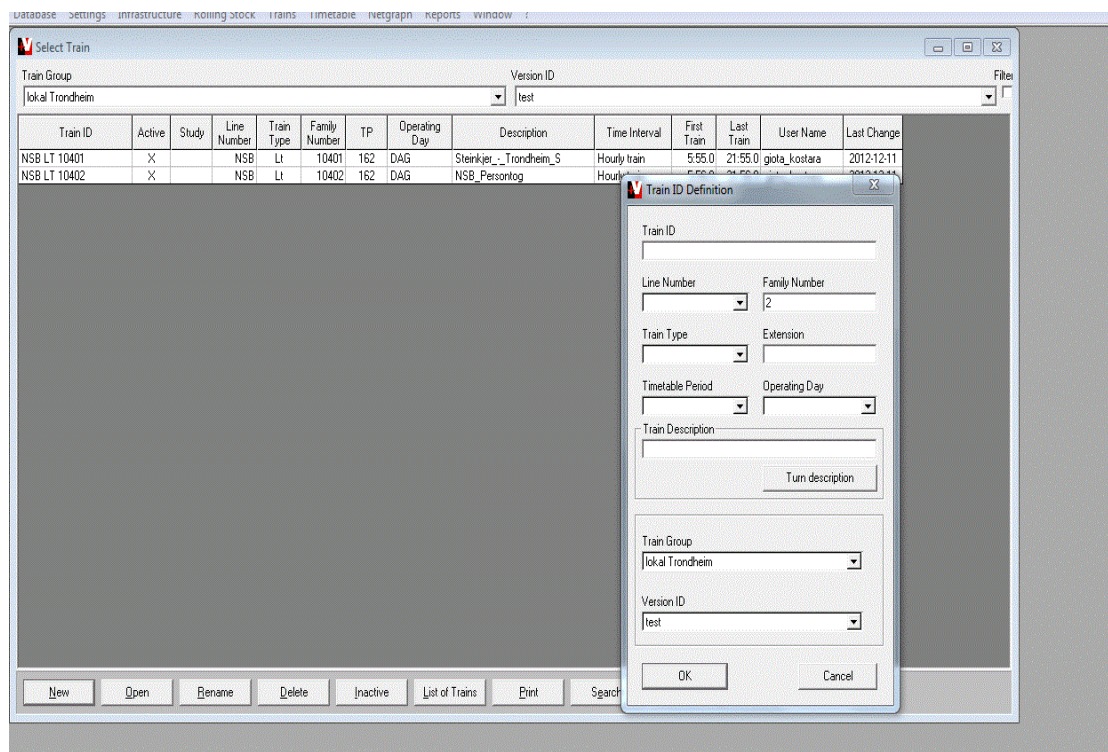 Database Settings Infrastructure Rolling Stock Trains Timetable Netgraph Reports Window ?
Select Train
Train Group Version ID Filter
lokal Trondheim test
Train ID Active Study Line Number Train Type Family Number TP Operating Day Description Time Interval First Train Last Train User Name Last Change
NSB LT 10401 X NSB Lt 10401 162 DAG Steinkjer_-_Trondheim_S Hourly train 5:55.0 21:55.0 giota_kostara 2012-12-11
NSB LT 10402 X NSB Lt 10402 162 DAG NSB_Persontog
Train ID Definition
Train ID
Line Number Family Number
2
Train Type Extension
Timetable Period Operating Day
Train Description
Turn description
Train Group
lokal Trondheim
Version ID
test
OK Cancel
New Open Rename Delete Inactive List of Trains Print Search